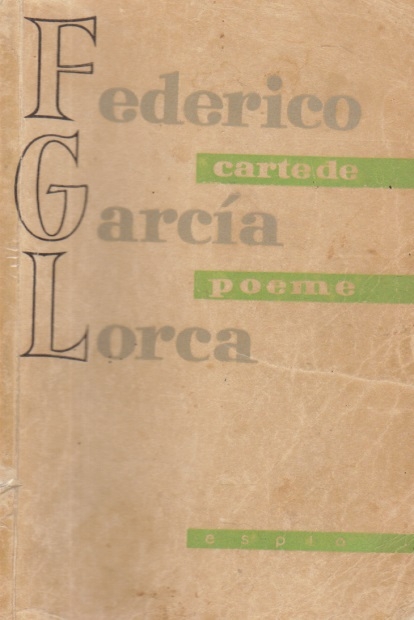 Federico
carte de
García
poeme
Lorca
espla